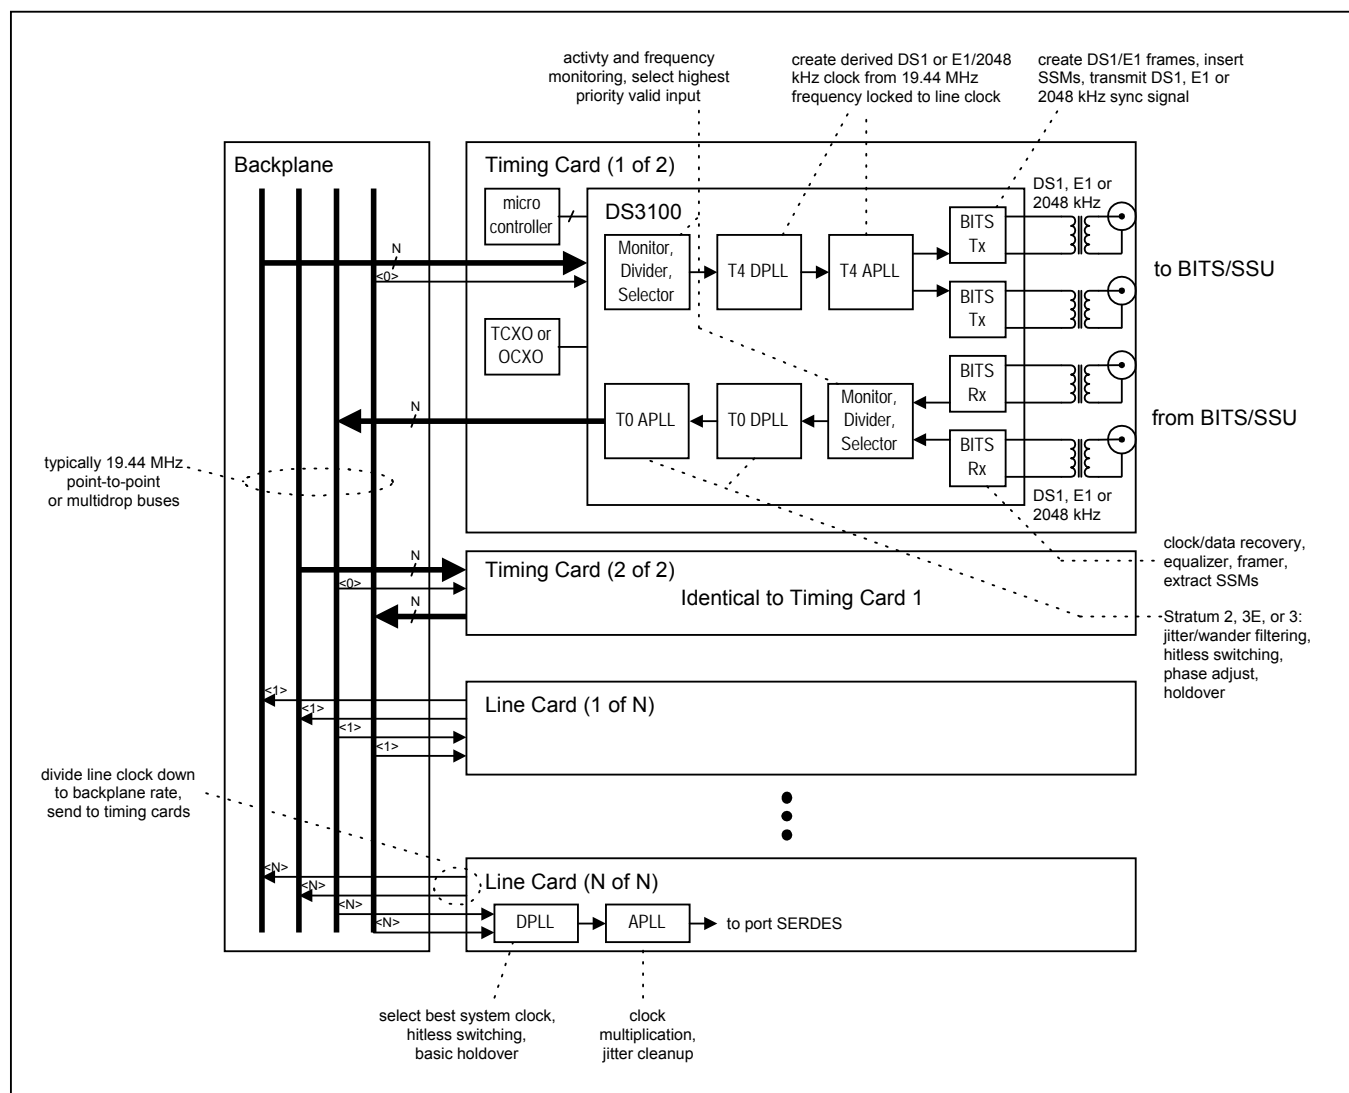 activty and frequency
monitoring, select highest
priority valid input
create derived DS1 or E1/2048
kHz clock from 19.44 MHz
frequency locked to line clock
create DS1/E1 frames, insert
SSMs, transmit DS1, E1 or
2048 kHz sync signal
Backplane
Timing Card (1 of 2)
micro
controller
DS3100
DS1, E1 or
2048 kHz
N
<0>
Monitor,
Divider,
Selector
T4 DPLL
T4 APLL
BITS
Tx
BITS
Tx
to BITS/SSU
TCXO or
OCXO
N
T0 APLL
T0 DPLL
Monitor,
Divider,
Selector
BITS
Rx
BITS
Rx
from BITS/SSU
DS1, E1 or
2048 kHz
typically 19.44 MHz
point-to-point
or multidrop buses
clock/data recovery,
equalizer, framer,
extract SSMs
N
<0>
N
Timing Card (2 of 2)
Identical to Timing Card 1
Stratum 2, 3E, or 3:
jitter/wander filtering,
hitless switching,
phase adjust,
holdover
<1>
<1>
<1>
<1>
Line Card (1 of N)
divide line clock down
to backplane rate,
send to timing cards
<N>
<N>
<N>
<N>
Line Card (N of N)
DPLL
APLL
to port SERDES
select best system clock,
hitless switching,
basic holdover
clock
multiplication,
jitter cleanup